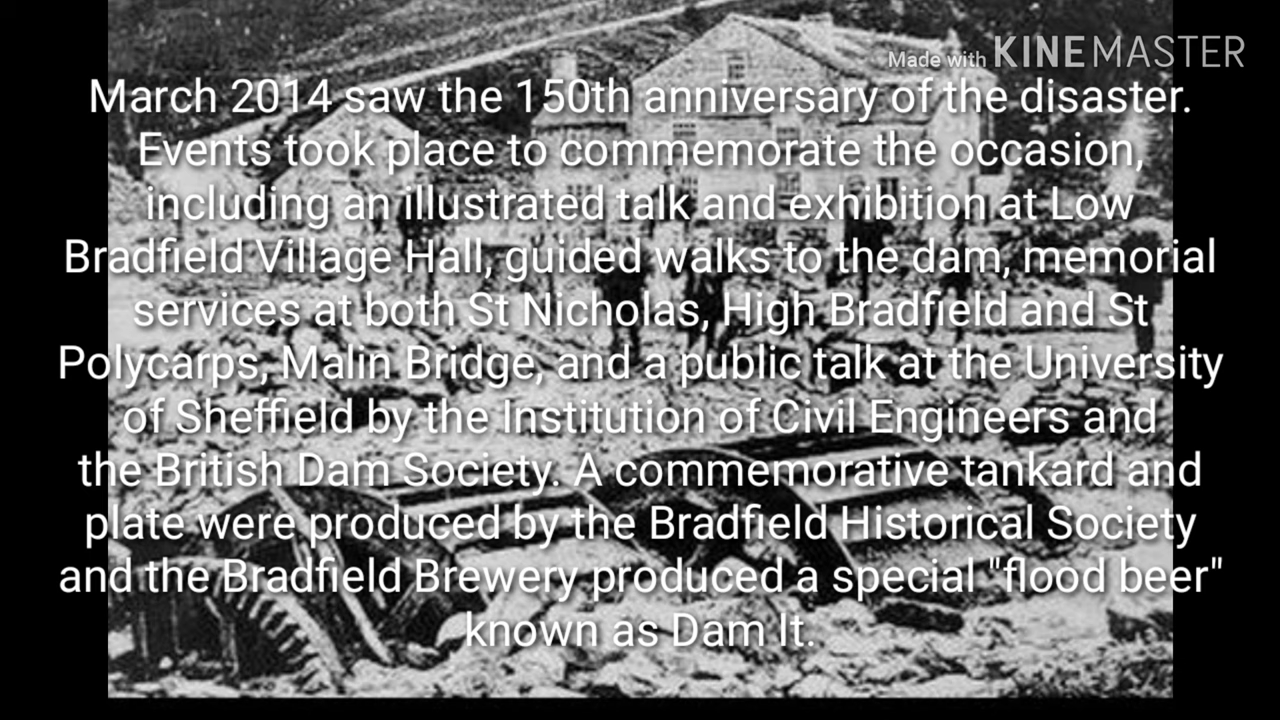 Made with KINEMASTER
March 2014 saw the 150th anniversary of the disaster.
Events took place to commemorate the occasion,
including an illustrated talk and exhibition at Low
Bradfield Village Hall, guided walks to the dam, memorial
services at both St Nicholas, High Bradfield and St
Polycarps, Malin Bridge, and a public talk at the University
of Sheffield by the Institution of Civil Engineers and
the British Dam Society. A commemorative tankard and
plate were produced by the Bradfield Historical Society
and the Bradfield Brewery produced a special "flood beer"
known as Dam It.